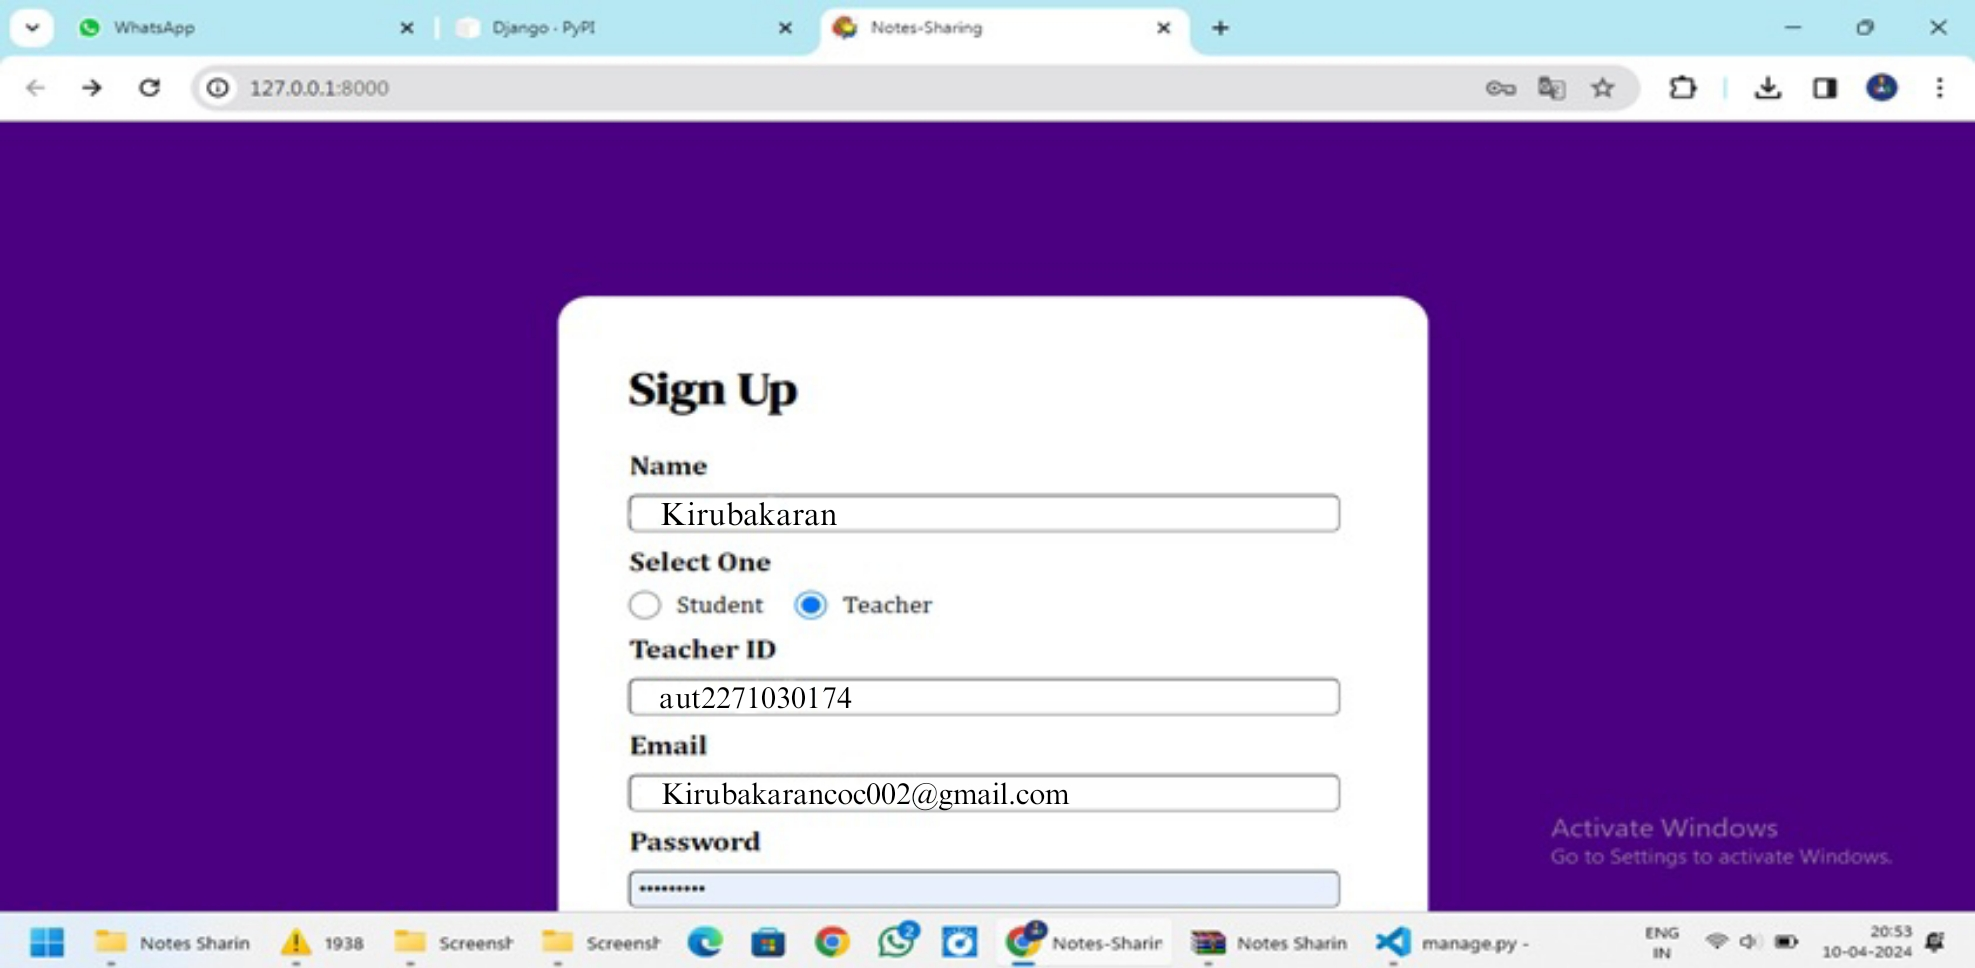 WhatsApp
Django · PyPI
Notes-Sharing
127.0.0.1:8000
Sign Up
Name
Kirubakaran
Select One
Student Teacher
Teacher ID
aut2271030174
Email
Kirubakarancoc002@gmail.com
Password
•••••••••
Activate Windows
Go to Settings to activate Windows.
Notes Sharin
1938
Screensh
Screensh
2
Notes-Sharin
Notes Sharin
manage.py -
ENG
IN
20:53
10-04-2024